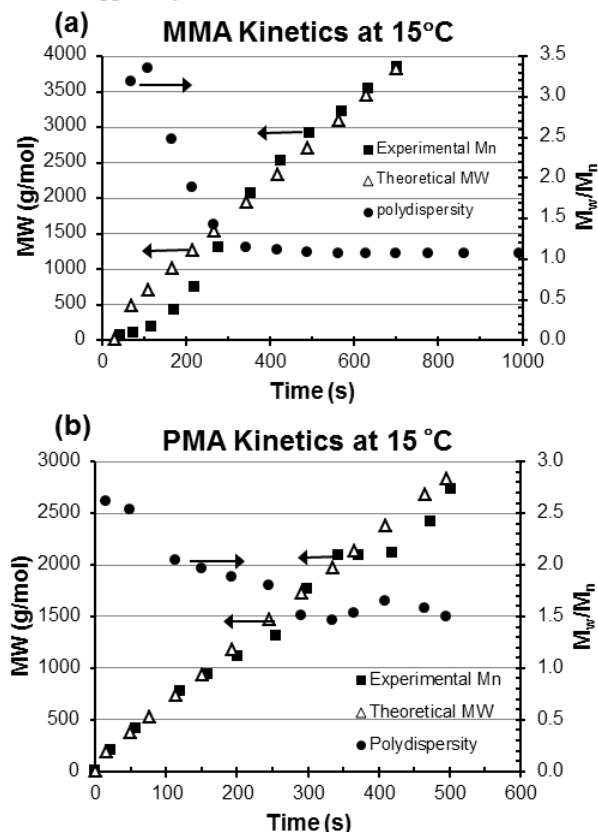 (a)
MMA Kinetics at 15°C
4000
3500
3000
2500
2000
1500
1000
500
0
MW (g/mol)
3.5
3.0
2.5
2.0
1.5
1.0
0.5
0.0
Mw/Mn
Experimental Mn
Theoretical MW
polydispersity
0 200 400 600 800 1000
Time (s)
(b)
PMA Kinetics at 15 °C
3000
2500
2000
1500
1000
500
0
MW (g/mol)
3.0
2.5
2.0
1.5
1.0
0.5
0.0
Mw/Mn
Experimental Mn
Theoretical MW
Polydispersity
0 100 200 300 400 500 600
Time (s)